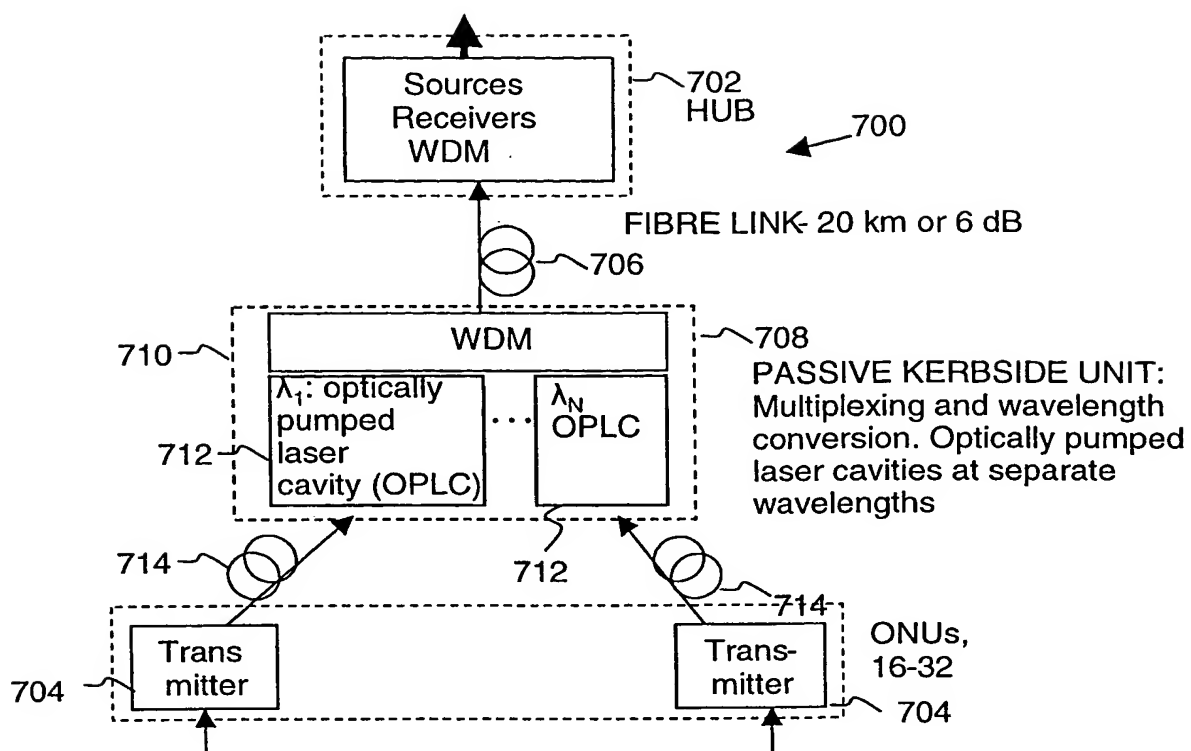 Sources
Receivers
WDM
702
HUB
700
FIBRE LINK- 20 km or 6 dB
706
WDM
710
708
λ1: optically
pumped
laser
cavity (OPLC)
...
λN
OPLC
712
712
PASSIVE KERBSIDE UNIT:
Multiplexing and wavelength
conversion. Optically pumped
laser cavities at separate
wavelengths
714
714
Trans
mitter
Trans-
mitter
704
704
ONUs,
16-32